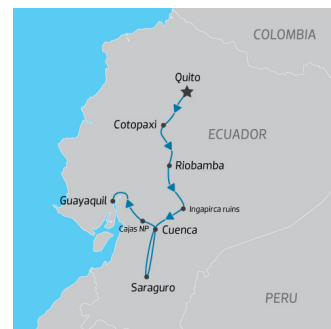 COLOMBIA
Quito
Cotopaxi
ECUADOR
Riobamba
Guayaquil
Ingapirca ruins
Cajas NP
Cuenca
Saraguro
PERU